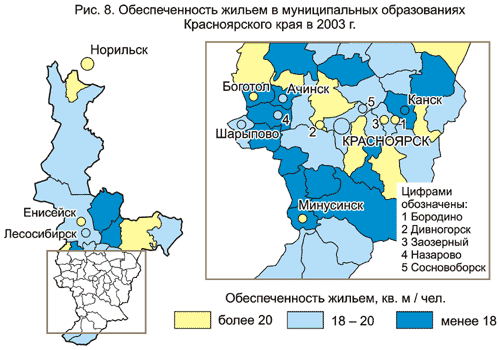 Рис. 8. Обеспеченность жильем в муниципальных образованиях
Красноярского края в 2003 г.
Норильск
Енисейск
Лесосибирск
Боготол
Ачинск
Канск
5
4
Шарыпово
2
3
1
КРАСНОЯРСК
Минусинск
Цифрами
обозначены:
1 Бородино
2 Дивногорск
3 Заозерный
4 Назарово
5 Сосновоборск
Обеспеченность жильем, кв. м / чел.
более 20
18 – 20
менее 18